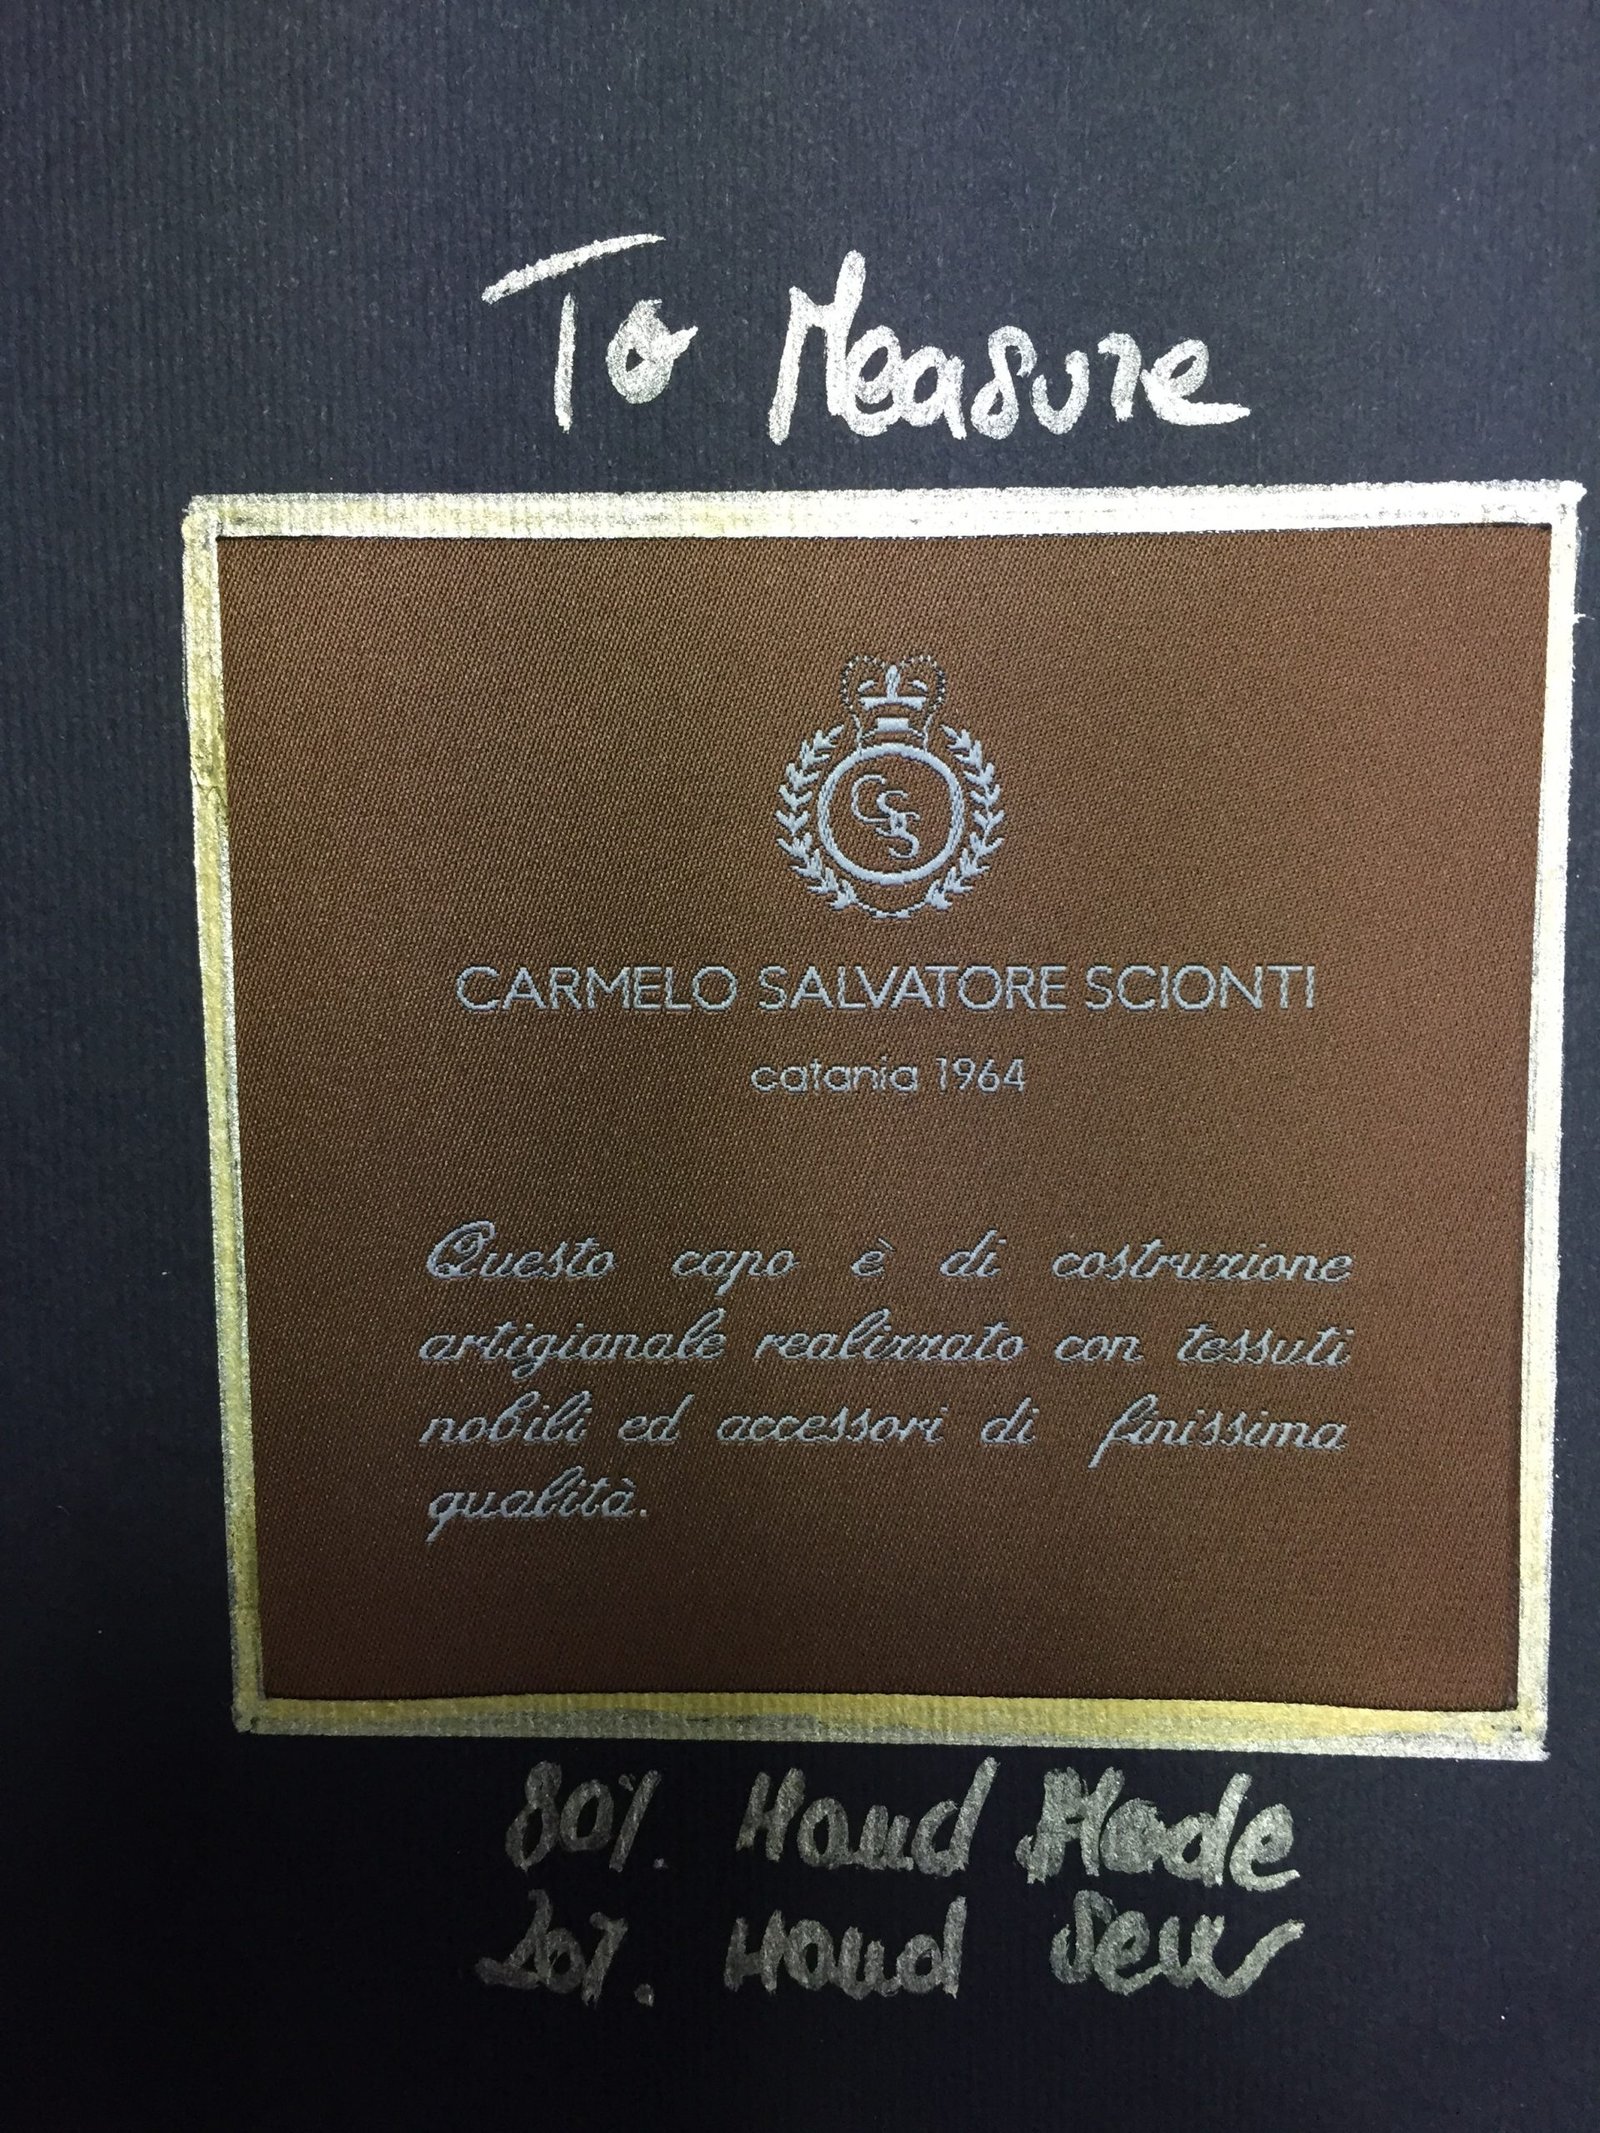 To Measure
CSS
CARMELO SALVATORE SCIONTI
catania 1964
Questo capo è di costruzione
artigianale realizzato con tessuti
nobili ed accessori di finissima
qualità.
80% Hand Made
20%. Hand Sew